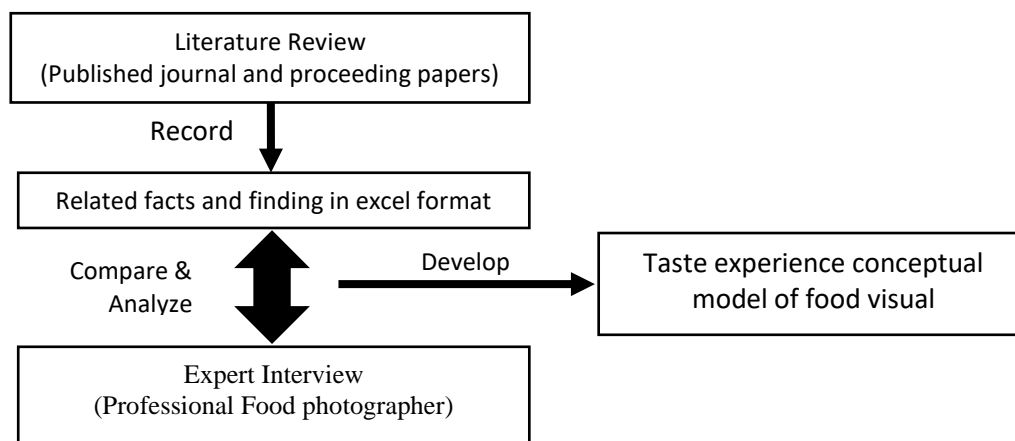 Literature Review
(Published journal and proceeding papers)
Record
Related facts and finding in excel format
Compare &
Analyze
Develop
Taste experience conceptual
model of food visual
Expert Interview
(Professional Food photographer)